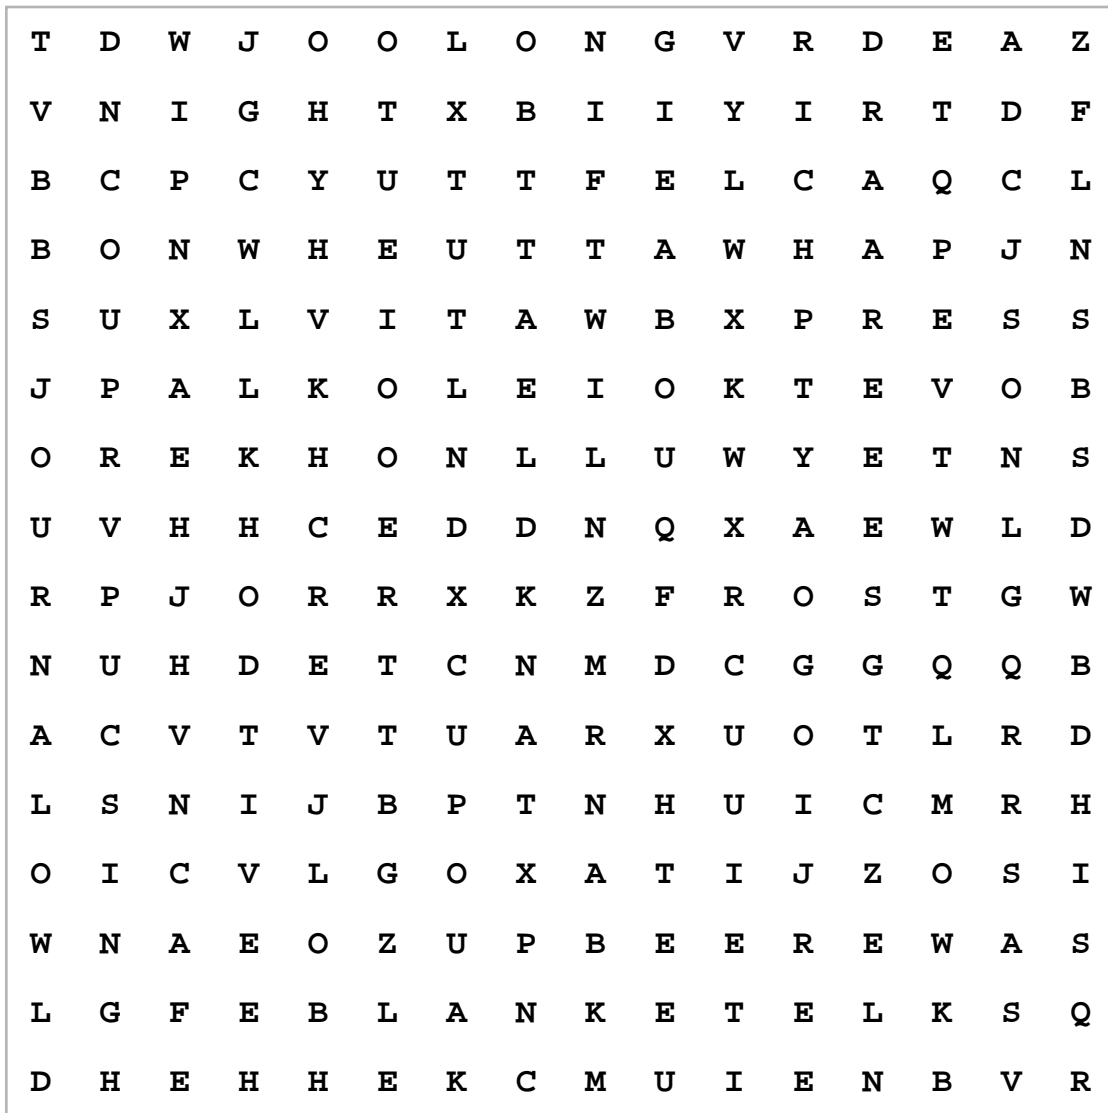 T D W J O O L O N G V R D E A Z
V N I G H T X B I I Y I R T D F
B C P C Y U T T F E L C A Q C L
B O N W H E U T T A W H A P J N
S U X L V I T A W B X P R E S S
J P A L K O L E I O K T E V O B
O R E K H O N L L U W Y E T N S
U V H H C E D D N Q X A E W L D
R P J O R R X K Z F R O S T G W
N U H D E T C N M D C G G Q Q B
A C V T V T U A R X U O T L R D
L S N I J B P T N H U I C M R H
O I C V L G O X A T I J Z O S I
W N A E O Z U P B E E R E W A S
L G F E B L A N K E T E L K S Q
D H E H H E K C M U I E N B V R